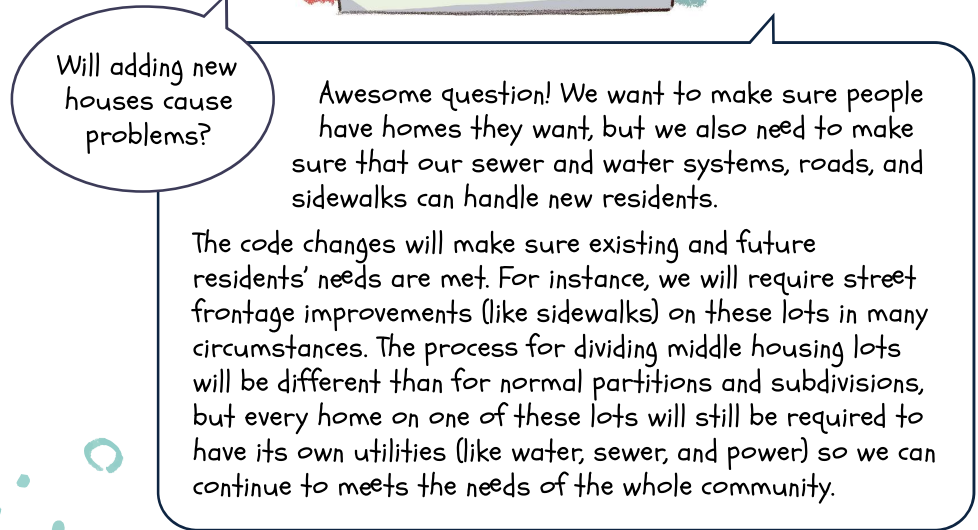 Will adding new
houses cause
problems?
Awesome question! We want to make sure people
have homes they want, but we also need to make
sure that our sewer and water systems, roads, and
sidewalks can handle new residents.
The code changes will make sure existing and future
residents' needs are met. For instance, we will require street
frontage improvements (like sidewalks) on these lots in many
circumstances. The process for dividing middle housing lots
will be different than for normal partitions and subdivisions,
but every home on one of these lots will still be required to
have its own utilities (like water, sewer, and power) so we can
continue to meets the needs of the whole community.